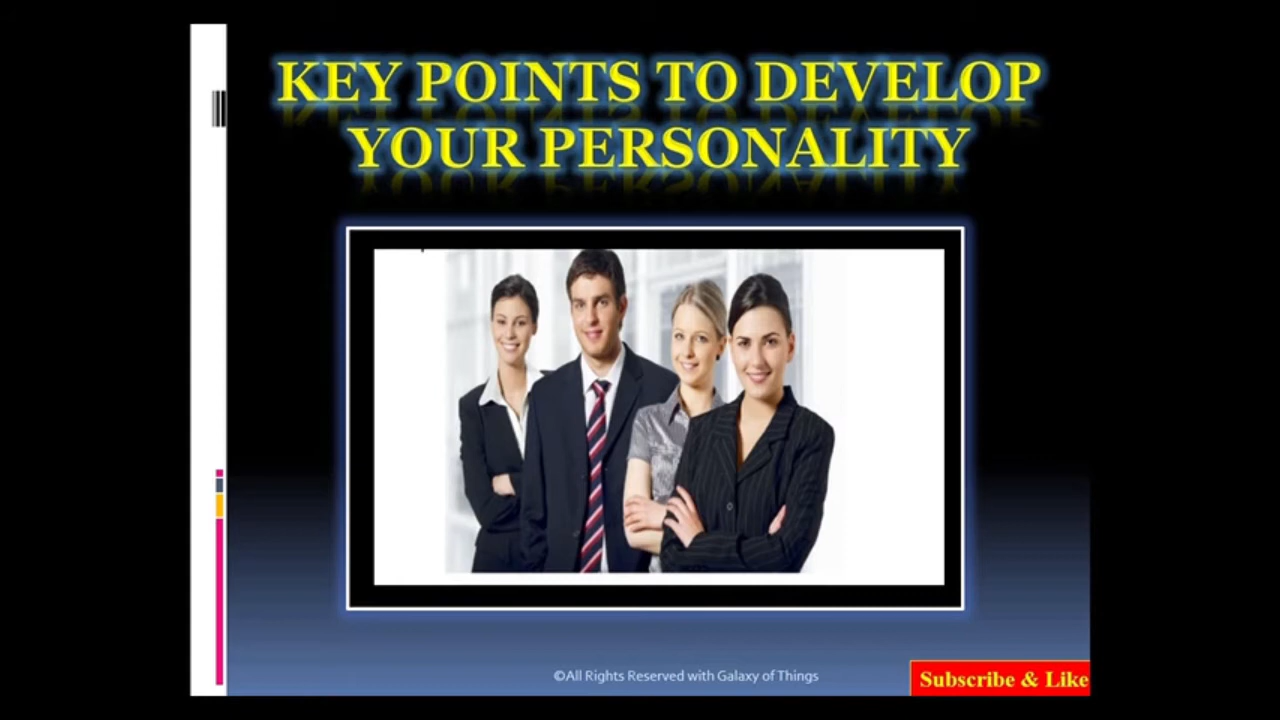 KEY POINTS TO DEVELOP
YOUR PERSONALITY
©All Rights Reserved with Galaxy of Things
Subscribe & Like